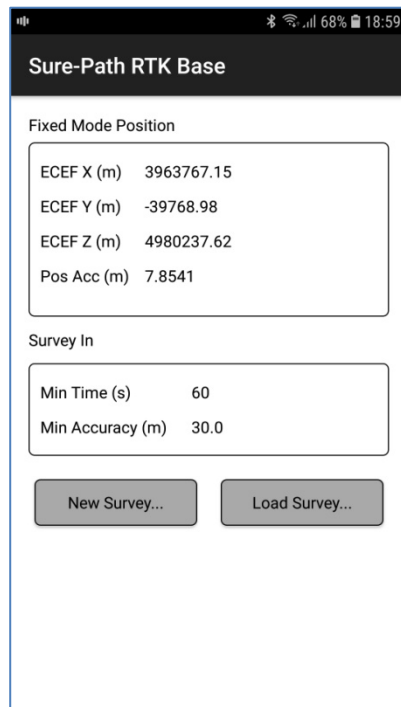 68% 18:59
Sure-Path RTK Base
Fixed Mode Position
ECEF X (m) 3963767.15
ECEF Y (m) -39768.98
ECEF Z (m) 4980237.62
Pos Acc (m) 7.8541
Survey In
Min Time (s) 60
Min Accuracy (m) 30.0
New Survey... Load Survey...